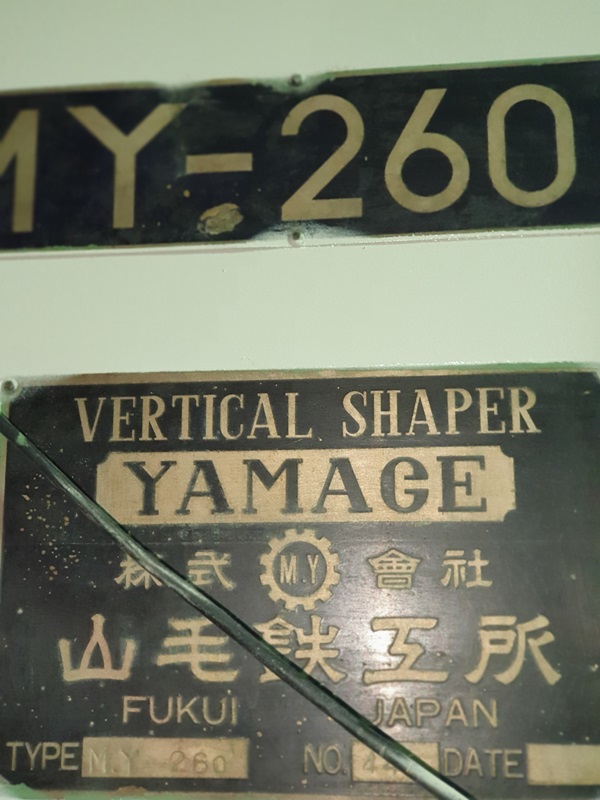 MY-260
VERTICAL SHAPER
YAMAGE
株式 M.Y 會社
山毛鉄工所
FUKUI JAPAN
TYPE M.Y 260 NO. DATE